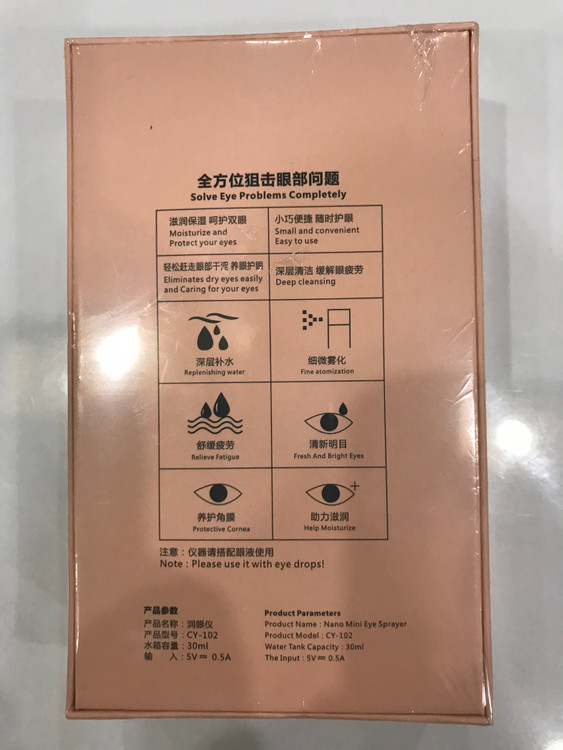 全方位狙击眼部问题
Solve Eye Problems Completely
滋润保湿 呵护双眼
Moisturize and
Protect your eyes
小巧便捷 随时护眼
Small and convenient
Easy to use
轻松赶走眼部干涩 养眼护眼
Eliminates dry eyes easily
and Caring for your eyes
深层清洁 缓解眼疲劳
Deep cleansing
深层补水
Replenishing water
细微雾化
Fine atomization
舒缓疲劳
Relieve Fatigue
清新明目
Fresh And Bright Eyes
养护角膜
Protective Cornea
助力滋润
Help Moisturize
注意：仪器请搭配眼液使用
Note : Please use it with eye drops!
产品参数
产品名称：润眼仪
产品型号：CY-102
水箱容量：30ml
输 入：5V⎓ 0.5A
Product Parameters
Product Name : Nano Mini Eye Sprayer
Product Model : CY-102
Water Tank Capacity : 30ml
The Input : 5V⎓ 0.5A